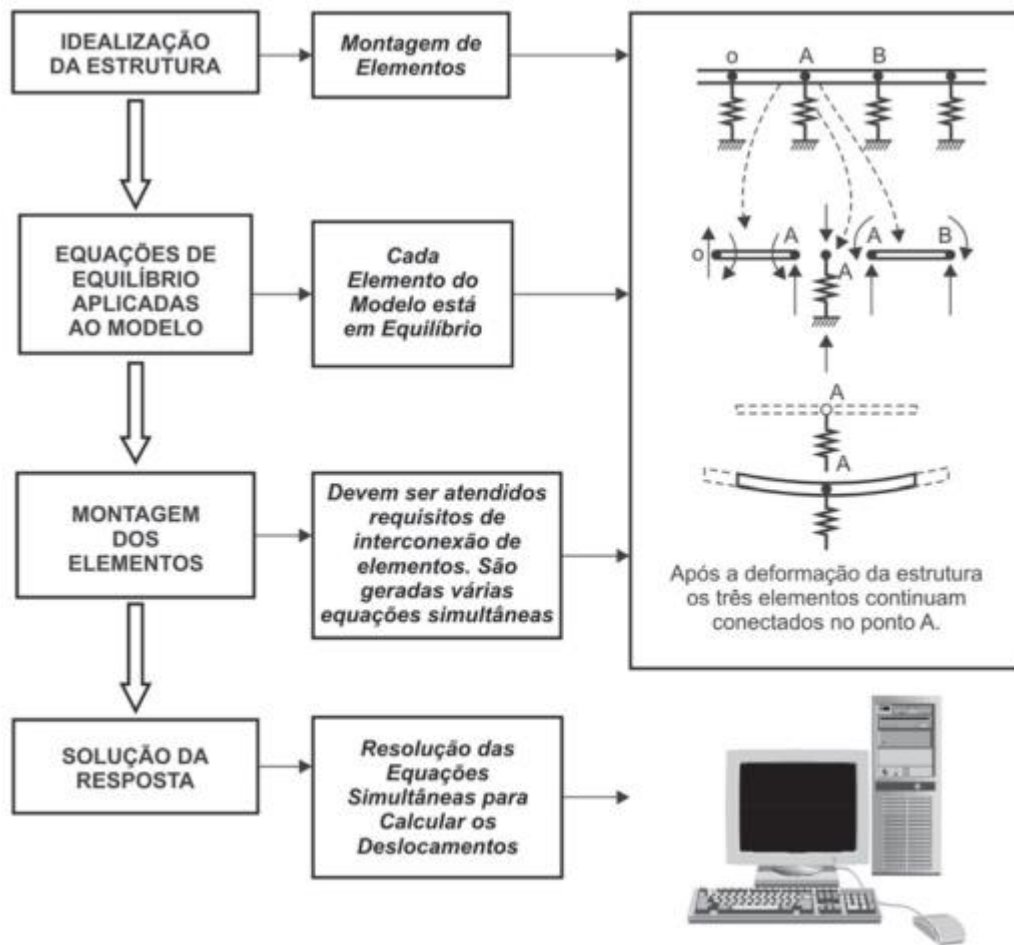 IDEALIZAÇÃO
DA ESTRUTURA
Montagem de
Elementos
o A B
EQUAÇÕES DE
EQUILÍBRIO
APLICADAS
AO MODELO
Cada
Elemento do
Modelo está
em Equilíbrio
A A B
o
A
A
A
MONTAGEM
DOS
ELEMENTOS
Devem ser atendidos
requisitos de
interconexão de
elementos. São
geradas várias
equações simultâneas
Após a deformação da estrutura
os três elementos continuam
conectados no ponto A.
SOLUÇÃO DA
RESPOSTA
Resolução das
Equações
Simultâneas para
Calcular os
Deslocamentos